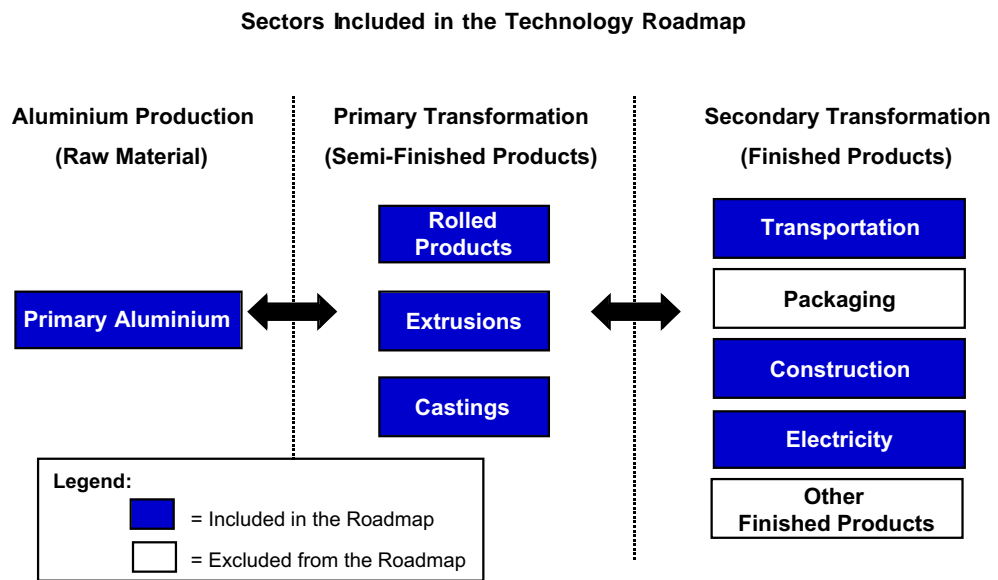 Sectors Included in the Technology Roadmap
Aluminium Production
(Raw Material)
Primary Transformation
(Semi-Finished Products)
Secondary Transformation
(Finished Products)
Primary Aluminium
Rolled
Products
Extrusions
Castings
Transportation
Packaging
Construction
Electricity
Other
Finished Products
Legend:
= Included in the Roadmap
= Excluded from the Roadmap